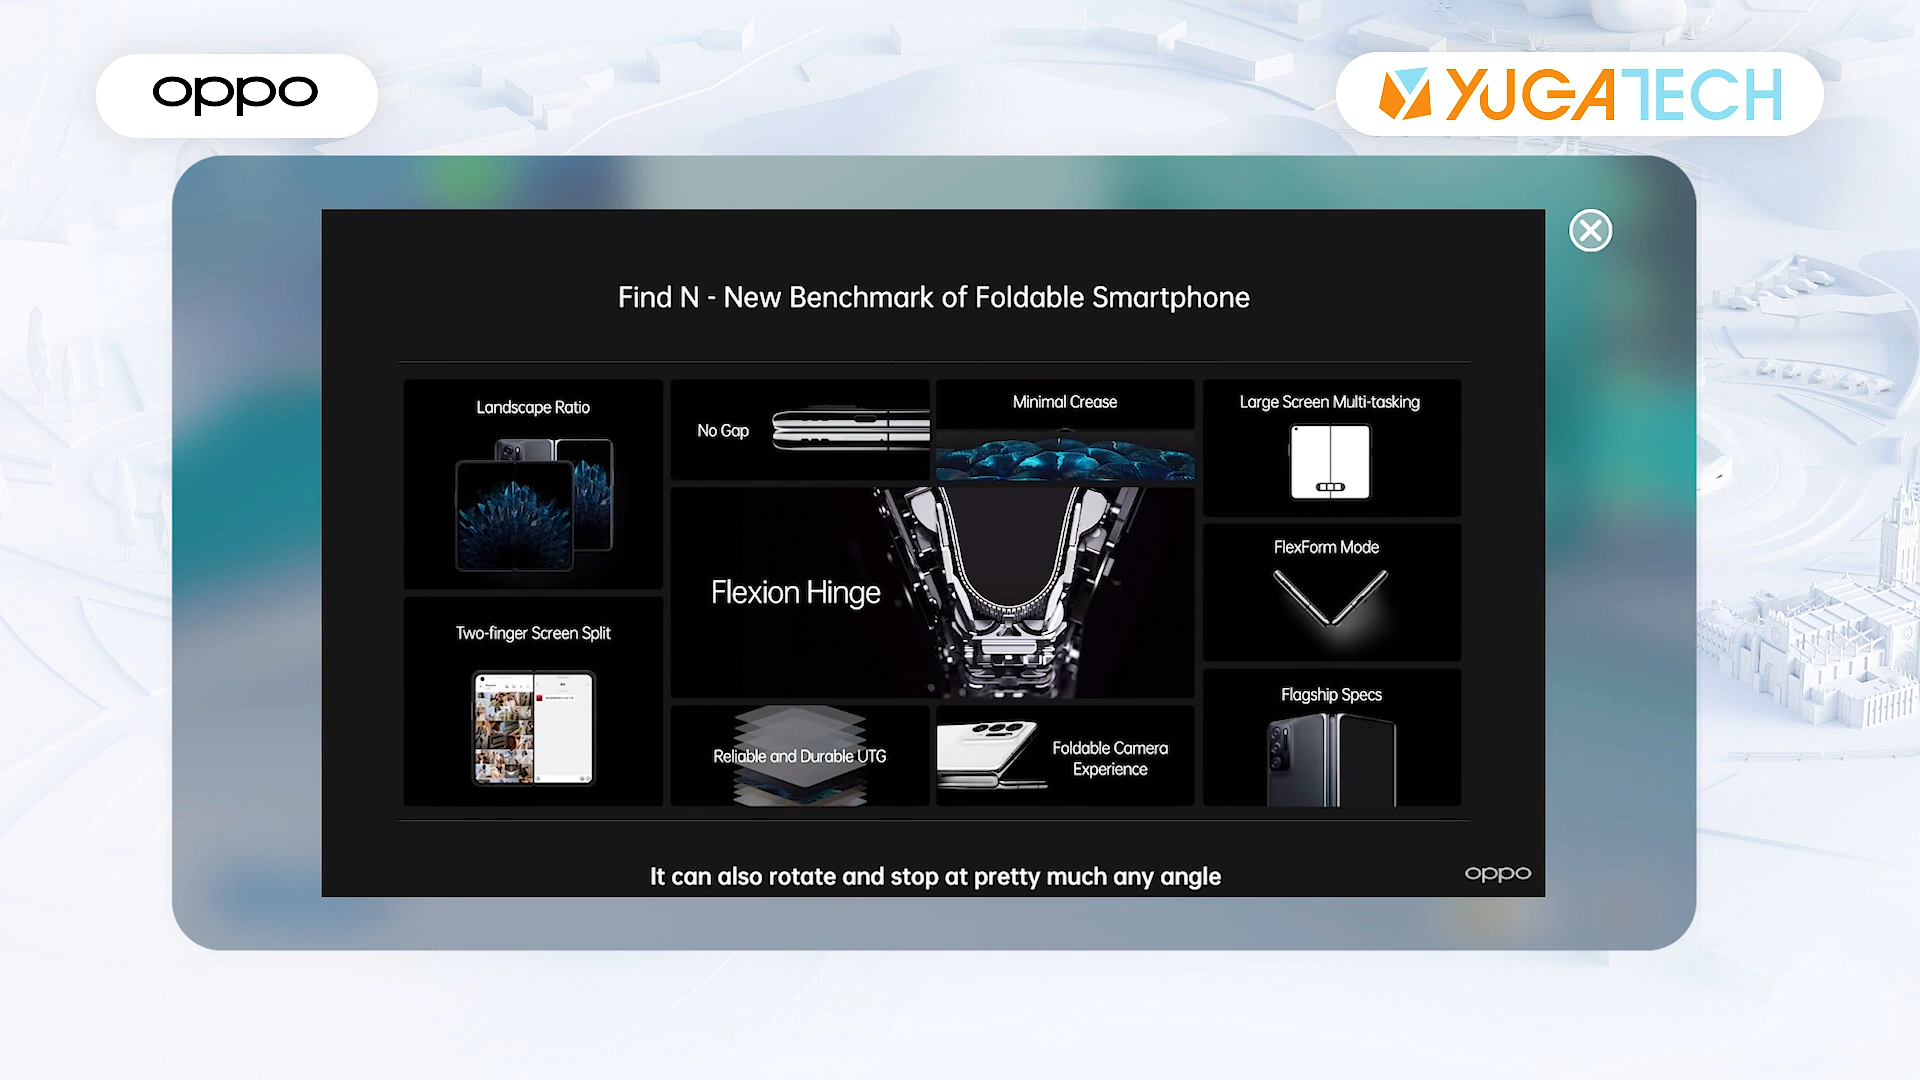 oppo
YUGATECH
Find N - New Benchmark of Foldable Smartphone
Landscape Ratio
No Gap
Minimal Crease
Large Screen Multi-tasking
Flexion Hinge
FlexForm Mode
Two-finger Screen Split
Flagship Specs
Reliable and Durable UTG
Foldable Camera
Experience
It can also rotate and stop at pretty much any angle
oppo